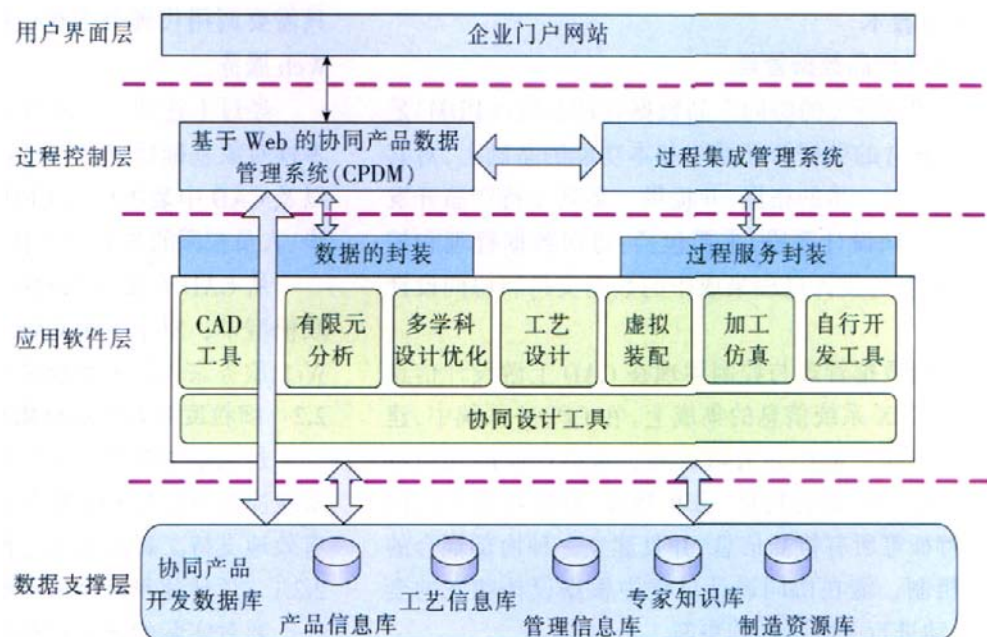 用户界面层
企业门户网站
过程控制层
基于 Web 的协同产品数据
管理系统(CPDM)
过程集成管理系统
数据的封装
过程服务封装
应用软件层
CAD
工具
有限元
分析
多学科
设计优化
工艺
设计
虚拟
装配
加工
仿真
自行开
发工具
协同设计工具
数据支撑层
协同产品
开发数据库
产品信息库
工艺信息库
管理信息库
专家知识库
制造资源库